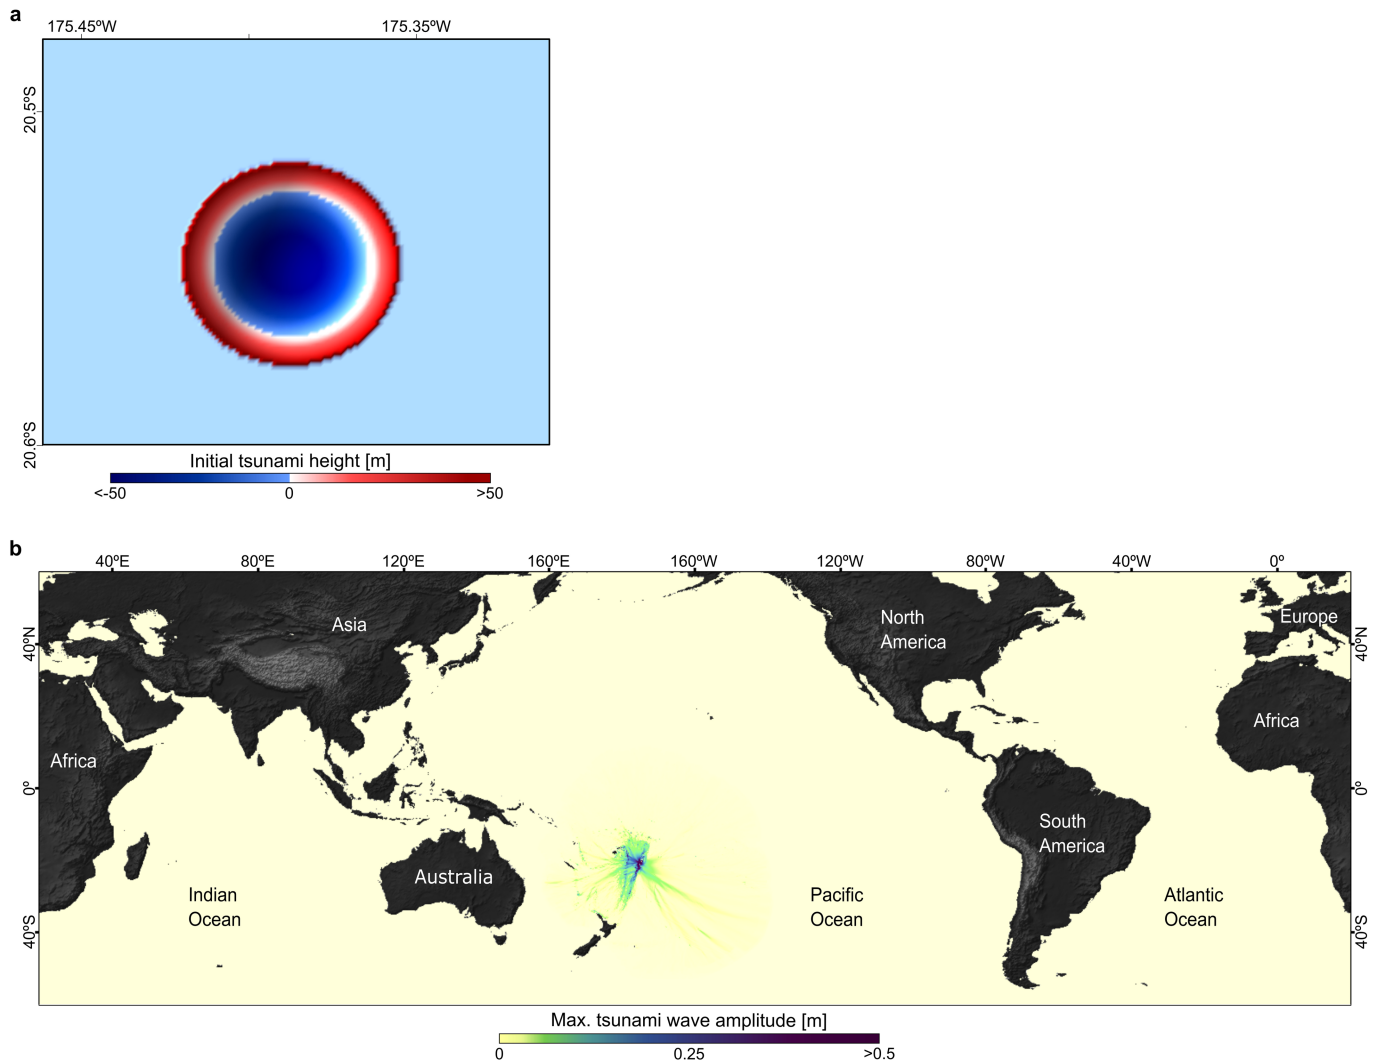 a
175.45ºW 175.35ºW
20.5ºS
20.6ºS
Initial tsunami height [m]
<-50 0 >50
b
40ºE 80ºE 120ºE 160ºE 160ºW 120ºW 80ºW 40ºW 0º
Asia
North
America
Europe
40ºN 40ºN
Africa
Africa
0º 0º
South
America
Australia
Indian
Ocean
Pacific
Ocean
Atlantic
Ocean
40ºS 40ºS
Max. tsunami wave amplitude [m]
0 0.25 >0.5